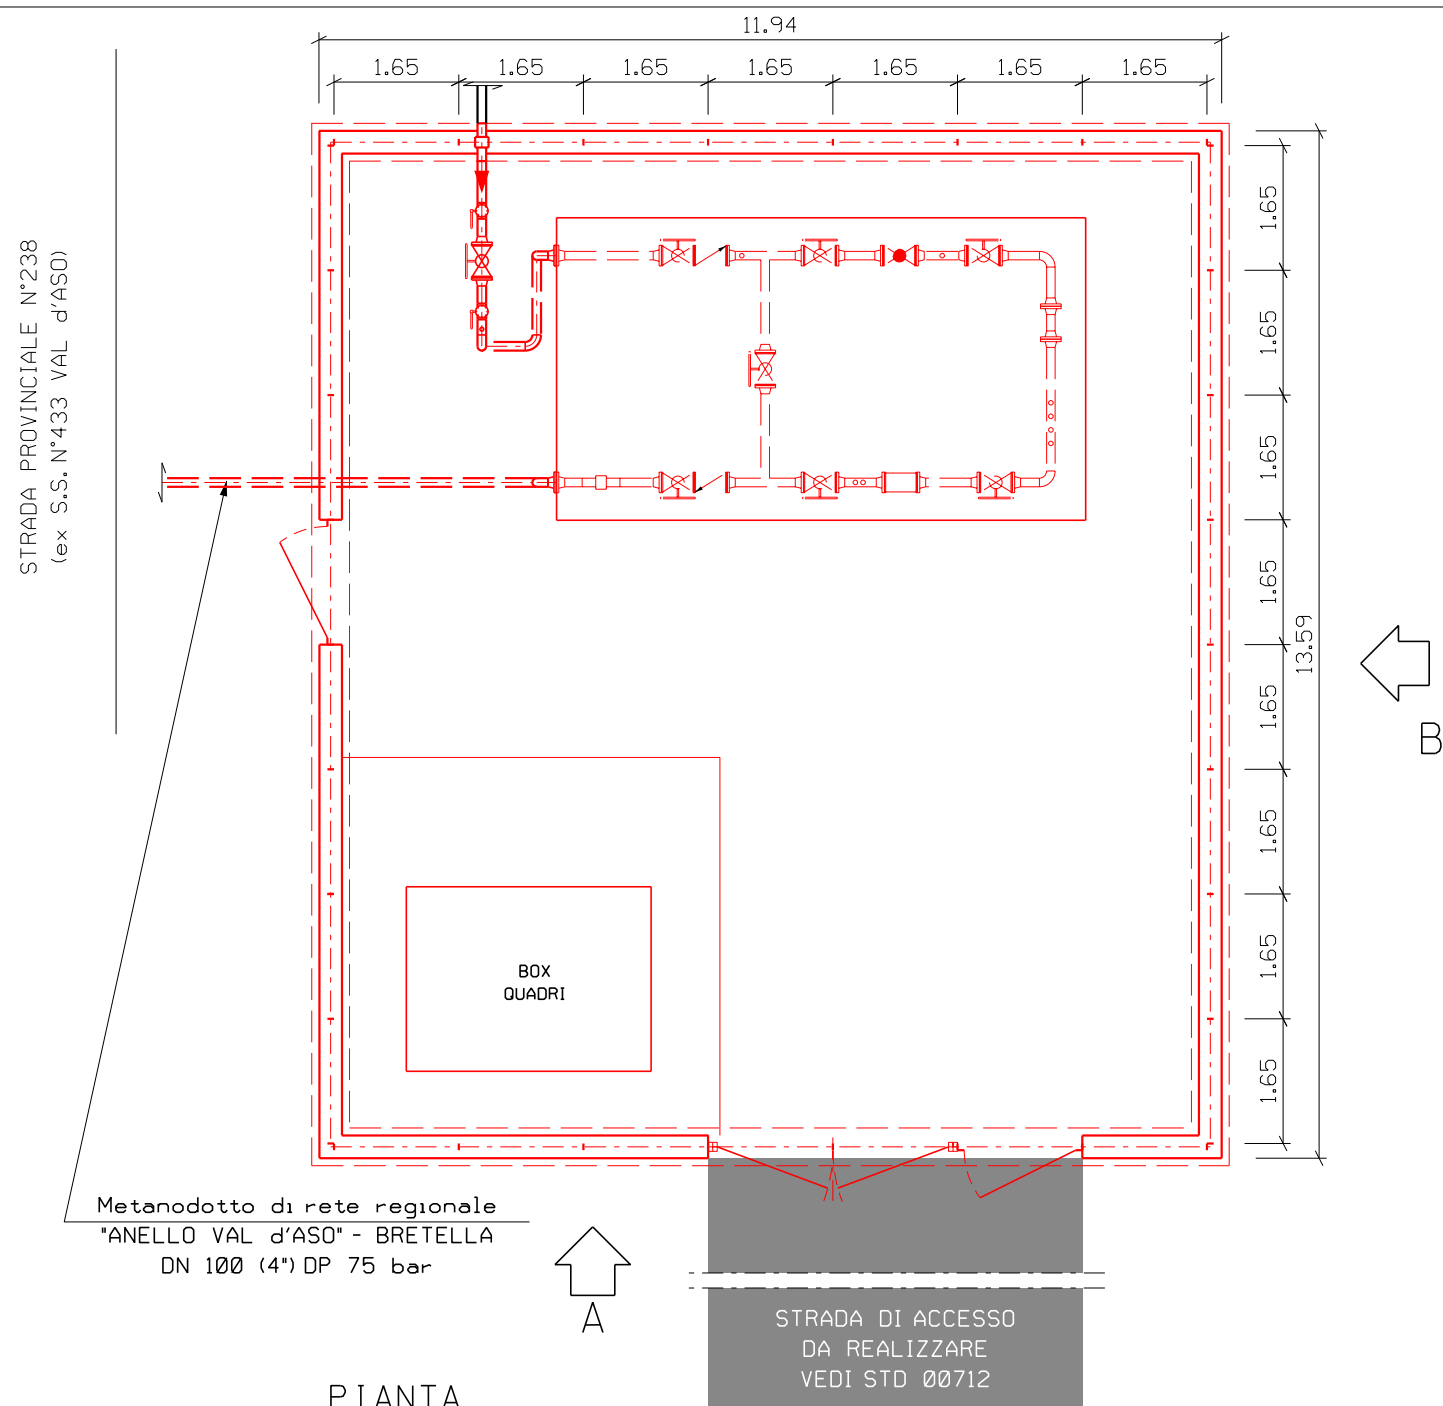 11.94
1.65
1.65
1.65
1.65
1.65
1.65
1.65
STRADA PROVINCIALE N°238
(ex S.S. N°433 VAL d'ASO)
1.65
1.65
1.65
1.65
1.65
1.65
1.65
1.65
13.59
B
BOX
QUADRI
Metanodotto di rete regionale
"ANELLO VAL d'ASO" - BRETELLA
DN 100 (4") DP 75 bar
A
STRADA DI ACCESSO
DA REALIZZARE
VEDI STD 00712
PIANTA